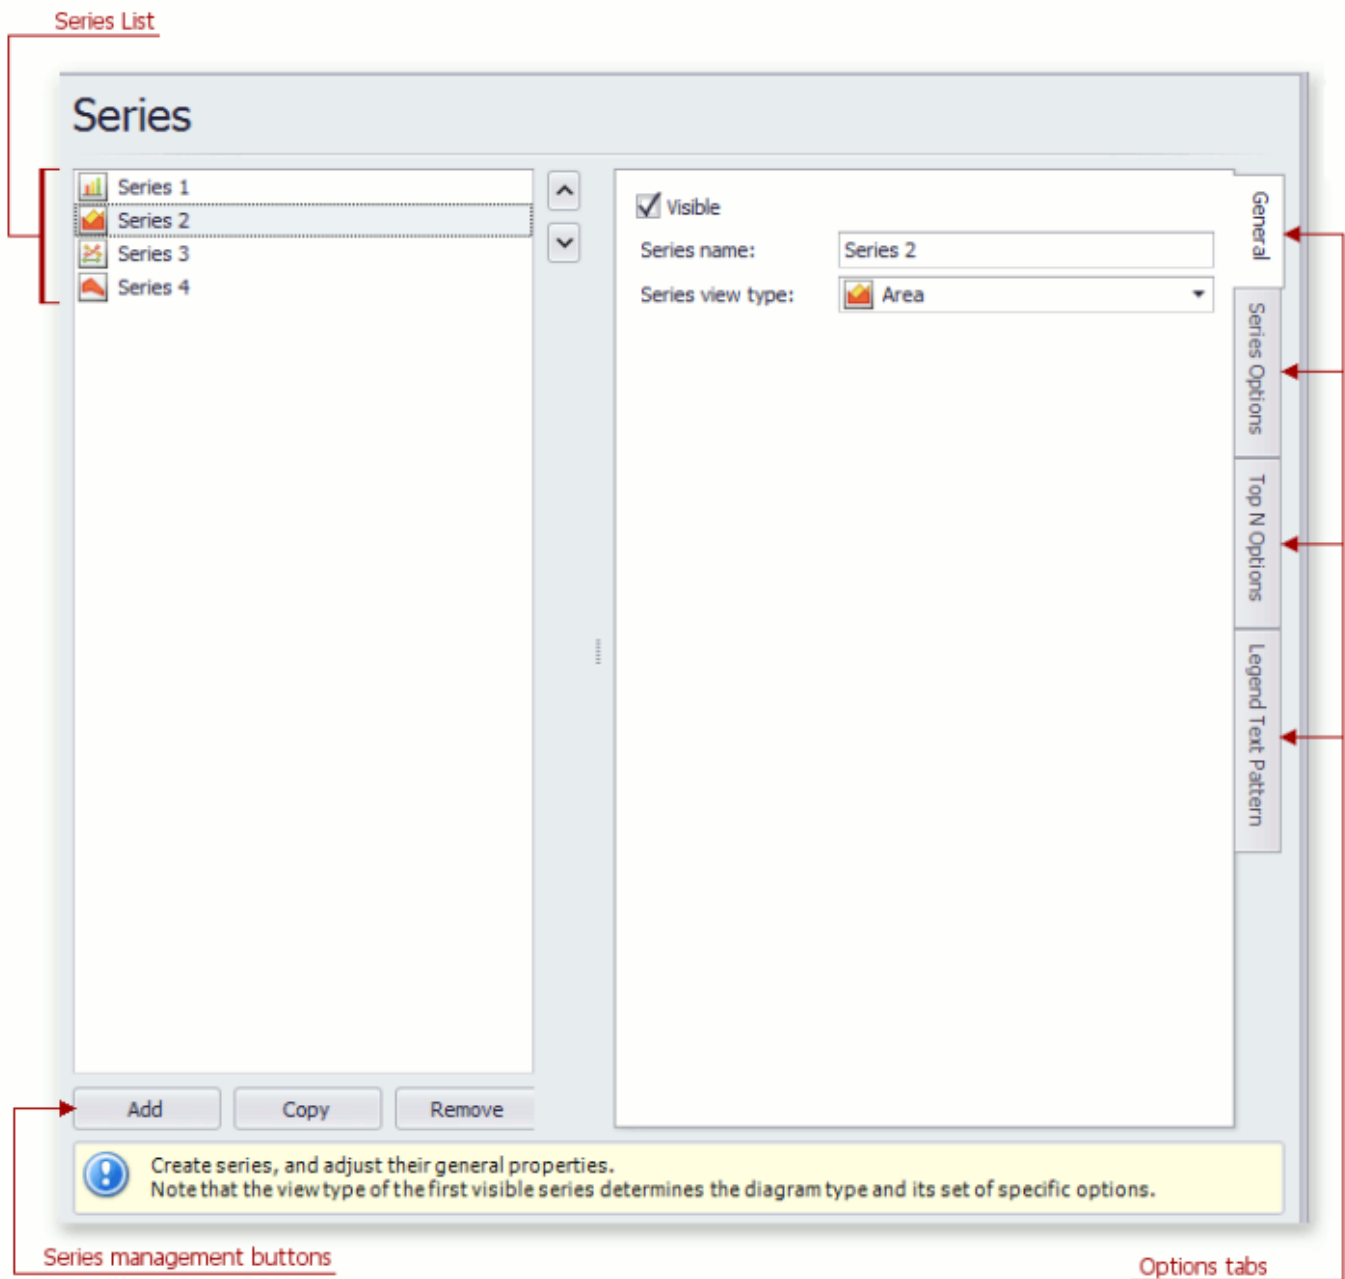 Series List
Series
Series 1
Series 2
Series 3
Series 4
Visible
Series name: Series 2
Series view type: Area
General
Series Options
Top N Options
Legend Text Pattern
Add Copy Remove
Create series, and adjust their general properties.
Note that the view type of the first visible series determines the diagram type and its set of specific options.
Series management buttons
Options tabs